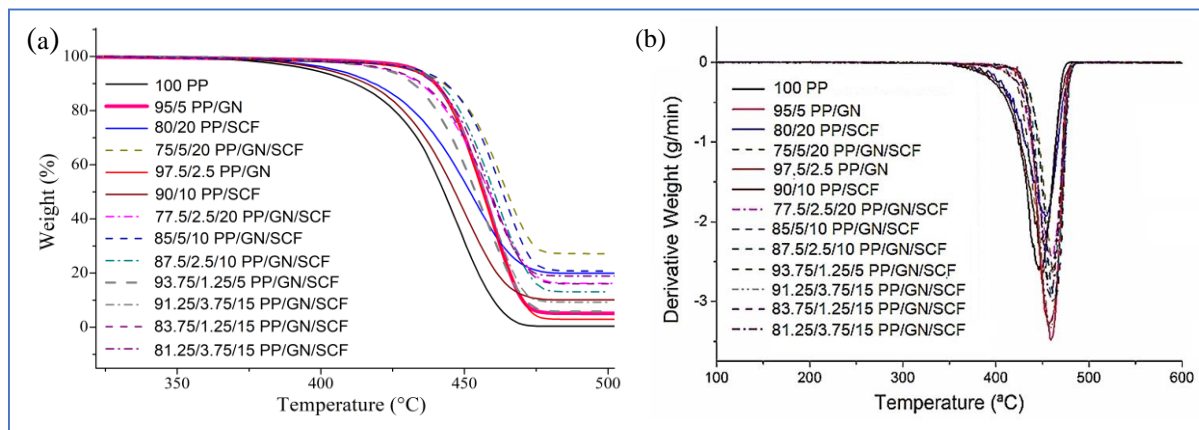 (a)
100
80
60
40
20
0
Weight (%)
100 PP
95/5 PP/GN
80/20 PP/SCF
75/5/20 PP/GN/SCF
97.5/2.5 PP/GN
90/10 PP/SCF
77.5/2.5/20 PP/GN/SCF
85/5/10 PP/GN/SCF
87.5/2.5/10 PP/GN/SCF
93.75/1.25/5 PP/GN/SCF
91.25/3.75/15 PP/GN/SCF
83.75/1.25/15 PP/GN/SCF
81.25/3.75/15 PP/GN/SCF
350 400 450 500
Temperature (°C)
(b)
0
-1
-2
-3
Derivative Weight (g/min)
100 PP
95/5 PP/GN
80/20 PP/SCF
75/5/20 PP/GN/SCF
97.5/2.5 PP/GN
90/10 PP/SCF
77.5/2.5/20 PP/GN/SCF
85/5/10 PP/GN/SCF
87.5/2.5/10 PP/GN/SCF
93.75/1.25/5 PP/GN/SCF
91.25/3.75/15 PP/GN/SCF
83.75/1.25/15 PP/GN/SCF
81.25/3.75/15 PP/GN/SCF
100 200 300 400 500 600
Temperature (ªC)